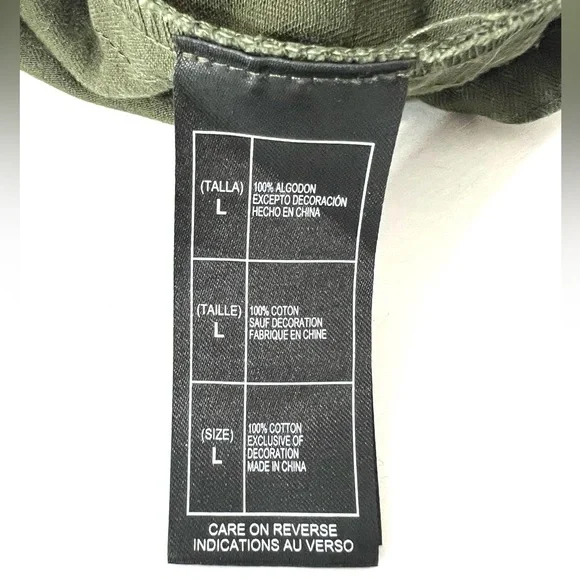 (TALLA)
L
100% ALGODON
EXCEPTO DECORACIÓN
HECHO EN CHINA
(TAILLE)
L
100% COTON
SAUF DECORATION
FABRIQUE EN CHINE
(SIZE)
L
100% COTTON
EXCLUSIVE OF
DECORATION
MADE IN CHINA
CARE ON REVERSE
INDICATIONS AU VERSO